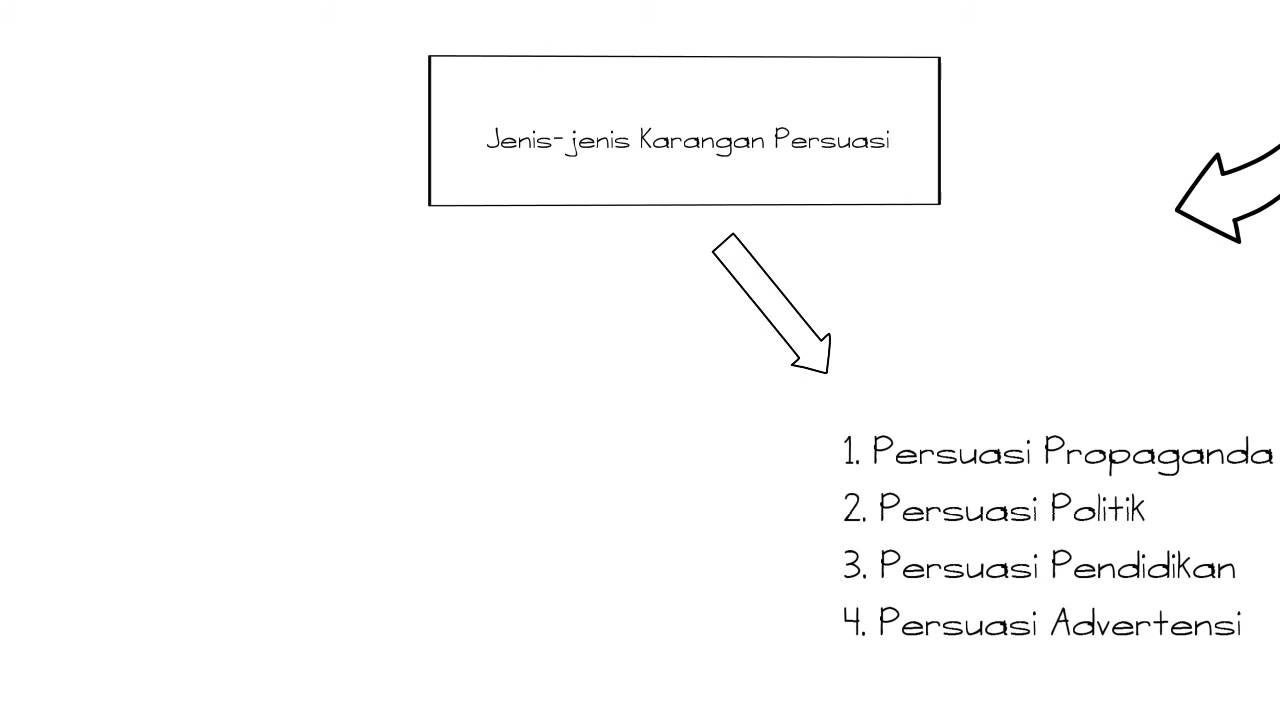 Jenis-jenis Karangan Persuasi
1. Persuasi Propaganda
2. Persuasi Politik
3. Persuasi Pendidikan
4. Persuasi Advertensi